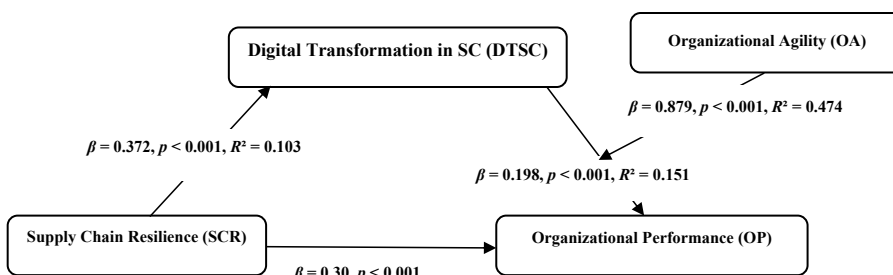 Organizational Agility (OA)
Digital Transformation in SC (DTSC)
β = 0.879, p < 0.001, R² = 0.474
β = 0.372, p < 0.001, R² = 0.103
β = 0.198, p < 0.001, R² = 0.151
Supply Chain Resilience (SCR)
Organizational Performance (OP)
β = 0.30, p < 0.001